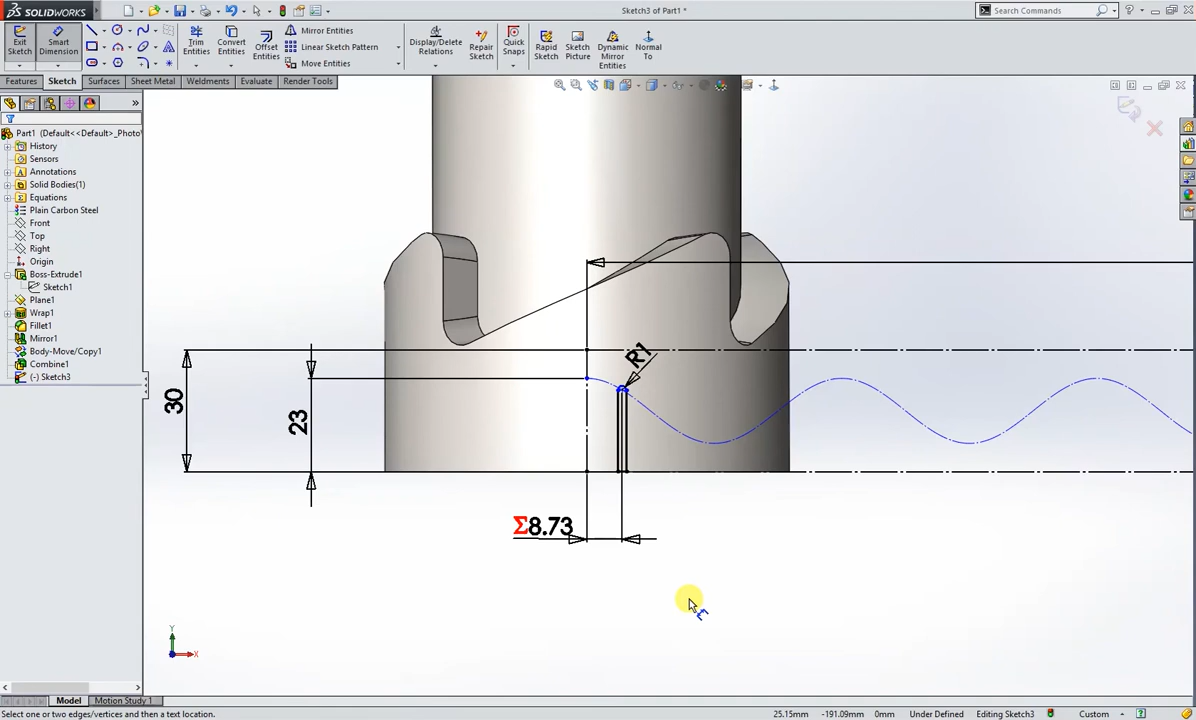 SOLIDWORKS
Sketch3 of Part1 *
Search Commands
Exit Sketch
Smart Dimension
Trim Entities
Convert Entities
Offset Entities
Mirror Entities
Linear Sketch Pattern
Move Entities
Display/Delete Relations
Repair Sketch
Quick Snaps
Rapid Sketch
Sketch Picture
Dynamic Mirror Entities
Normal To
Features
Sketch
Surfaces
Sheet Metal
Weldments
Evaluate
Render Tools
Part1 (Default<<Default>_Photo
History
Sensors
Annotations
Solid Bodies(1)
Equations
Plain Carbon Steel
Front
Top
Right
Origin
Boss-Extrude1
Sketch1
Plane1
Wrap1
Fillet1
Mirror1
Body-Move/Copy1
Combine1
(-) Sketch3
R1
30
23
Σ8.73
Y
X
Model
Motion Study 1
Select one or two edges/vertices and then a text location.
25.15mm
-191.09mm
0mm
Under Defined
Editing Sketch3
Custom